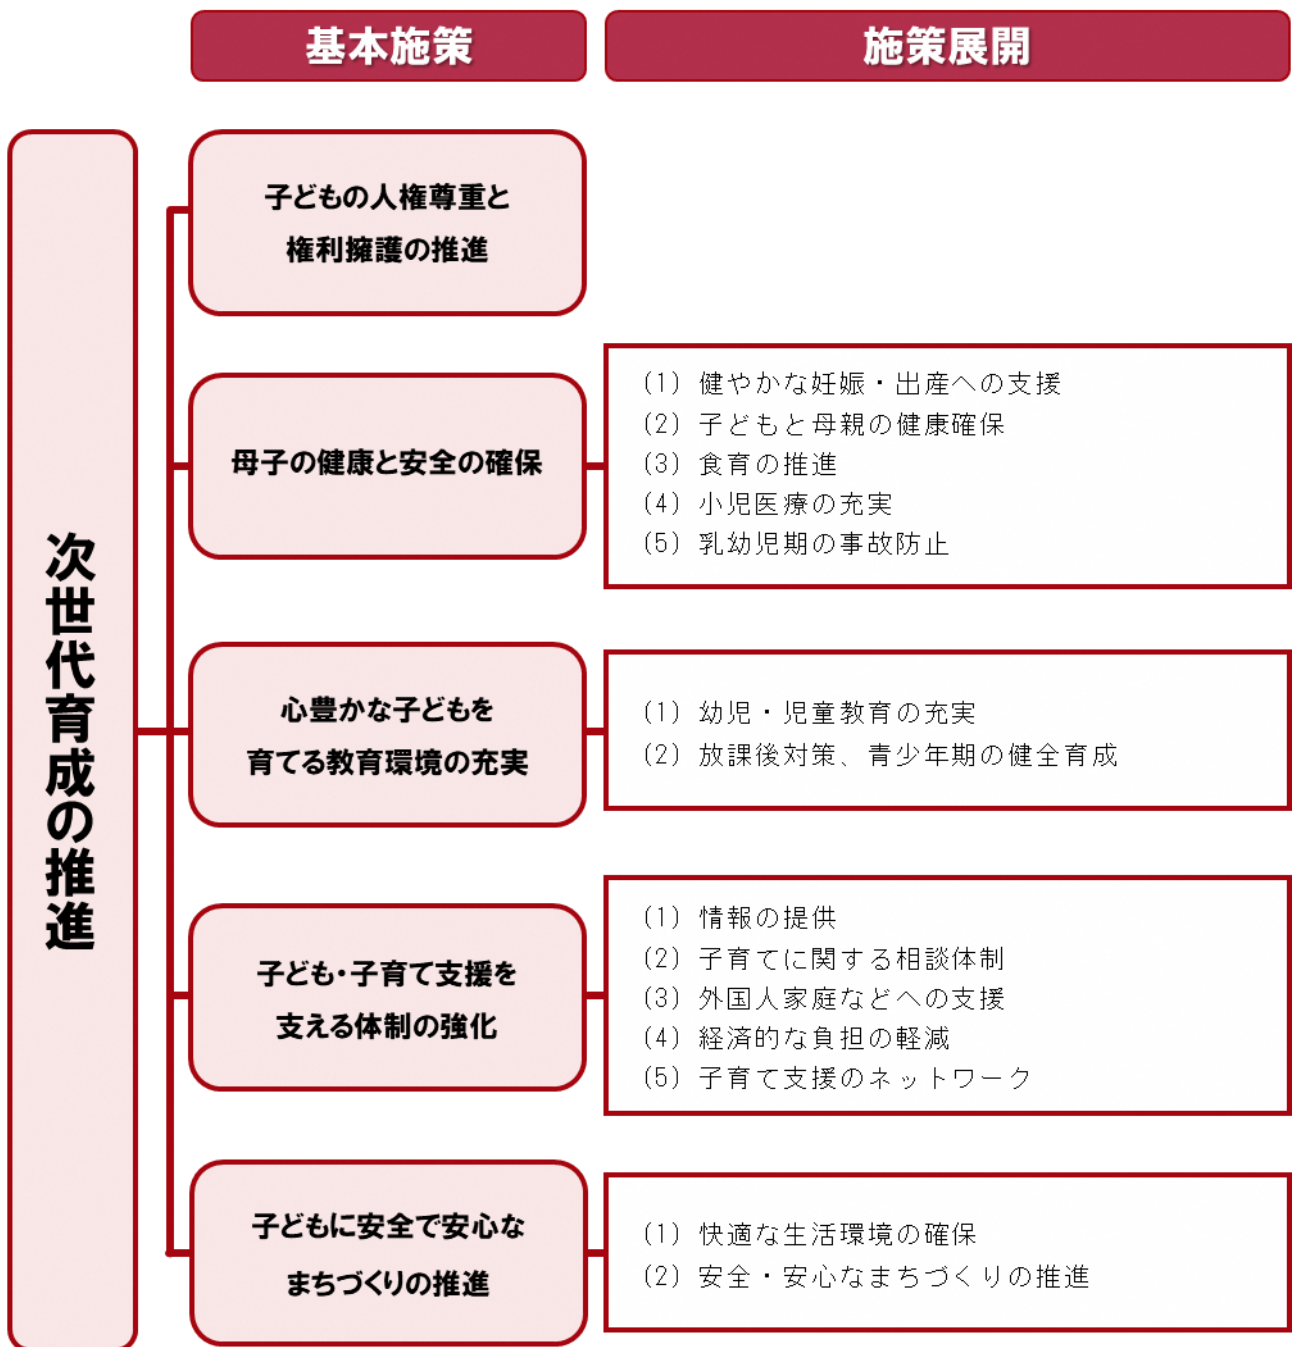 基本施策
施策展開
次世代育成の推進
子どもの人権尊重と
権利擁護の推進
母子の健康と安全の確保
(1) 健やかな妊娠・出産への支援
(2) 子どもと母親の健康確保
(3) 食育の推進
(4) 小児医療の充実
(5) 乳幼児期の事故防止
心豊かな子どもを
育てる教育環境の充実
(1) 幼児・児童教育の充実
(2) 放課後対策、青少年期の健全育成
子ども・子育て支援を
支える体制の強化
(1) 情報の提供
(2) 子育てに関する相談体制
(3) 外国人家庭などへの支援
(4) 経済的な負担の軽減
(5) 子育て支援のネットワーク
子どもに安全で安心な
まちづくりの推進
(1) 快適な生活環境の確保
(2) 安全・安心なまちづくりの推進